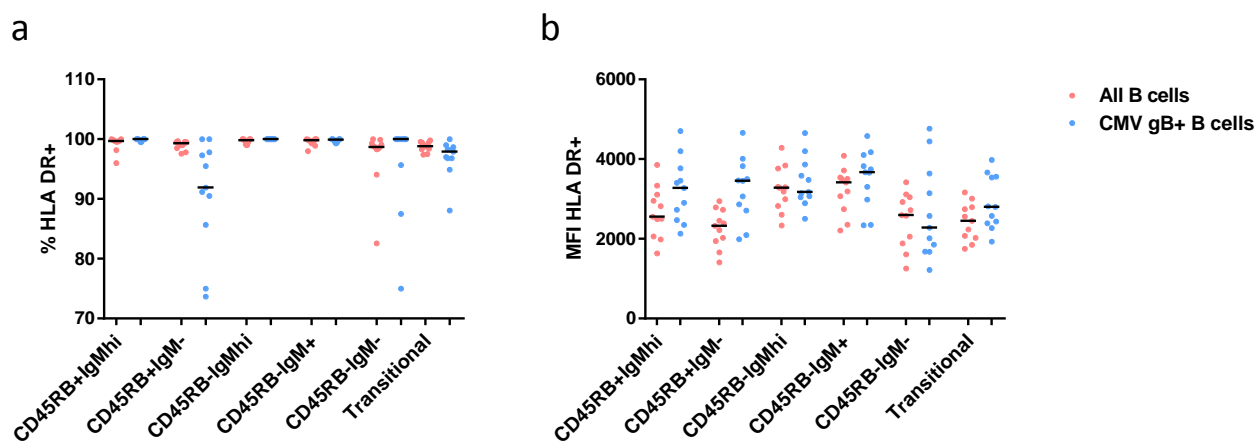 a
110
100
90
80
70
% HLA DR+
CD45RB+IgMhi
CD45RB+IgM-
CD45RB-IgMhi
CD45RB-IgM+
CD45RB-IgM-
Transitional
b
6000
4000
2000
0
MFI HLA DR+
CD45RB+IgMhi
CD45RB+IgM-
CD45RB-IgMhi
CD45RB-IgM+
CD45RB-IgM-
Transitional
All B cells
CMV gB+ B cells